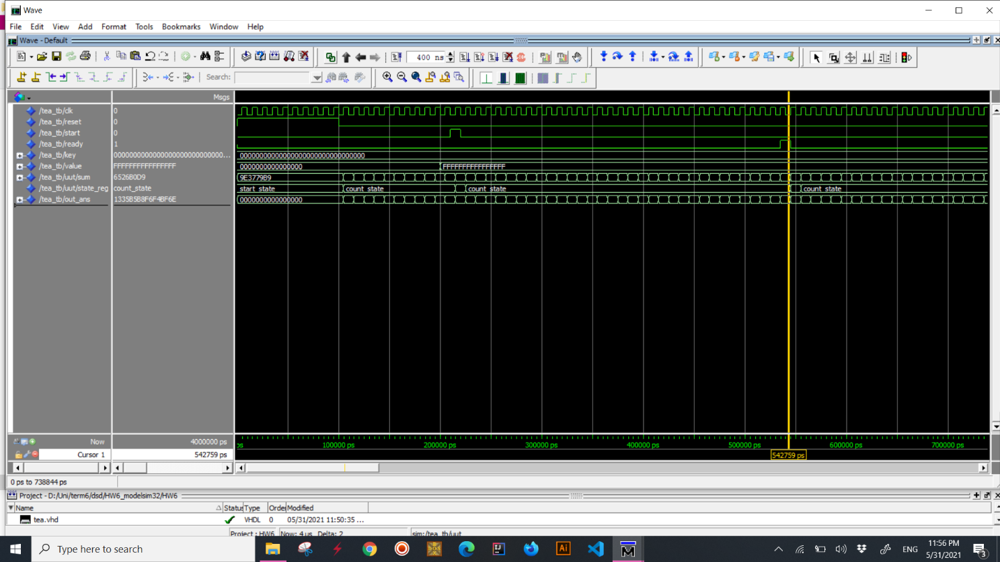 Wave
File Edit View Add Format Tools Bookmarks Window Help
Wave - Default
400 ns
Search:
Msgs
/tea_tb/clk 0
/tea_tb/reset 0
/tea_tb/start 0
/tea_tb/ready 1
/tea_tb/key 0000000000000000000000000000... 00000000000000000000000000000000
/tea_tb/value FFFFFFFFFFFFFFFF 0000000000000000 FFFFFFFFFFFFFFFF
/tea_tb/uut/sum 6526B0D9 9E3779B9
/tea_tb/uut/state_reg count_state start_state count_state count_state count_state
/tea_tb/out_ans 1335B5B8F6F4BF6E 0000000000000000
Now 4000000 ps ps 100000 ps 200000 ps 300000 ps 400000 ps 500000 ps 600000 ps 700000 ps
Cursor 1 542759 ps 542759 ps
0 ps to 738844 ps
Project - D:/Uni/term6/dsd/HW6_modelsim32/HW6
Name Status Type Order Modified
tea.vhd VHDL 0 05/31/2021 11:50:35 ...
Project : HW6 Now: 4 us Delta: 2 sim:/tea_tb/uut
Type here to search
ENG
11:56 PM
5/31/2021
3